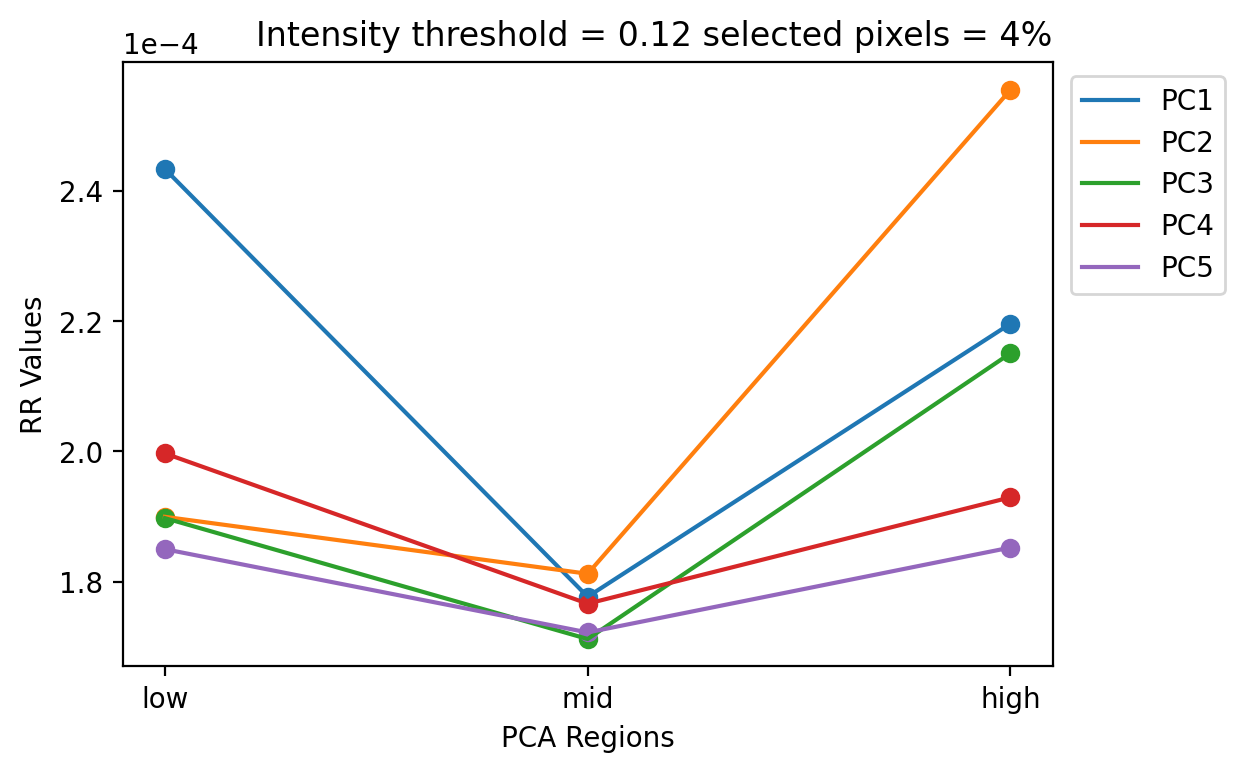 Intensity threshold = 0.12 selected pixels = 4%
1e−4
2.4
2.2
2.0
1.8
RR Values
low mid high
PCA Regions
PC1
PC2
PC3
PC4
PC5